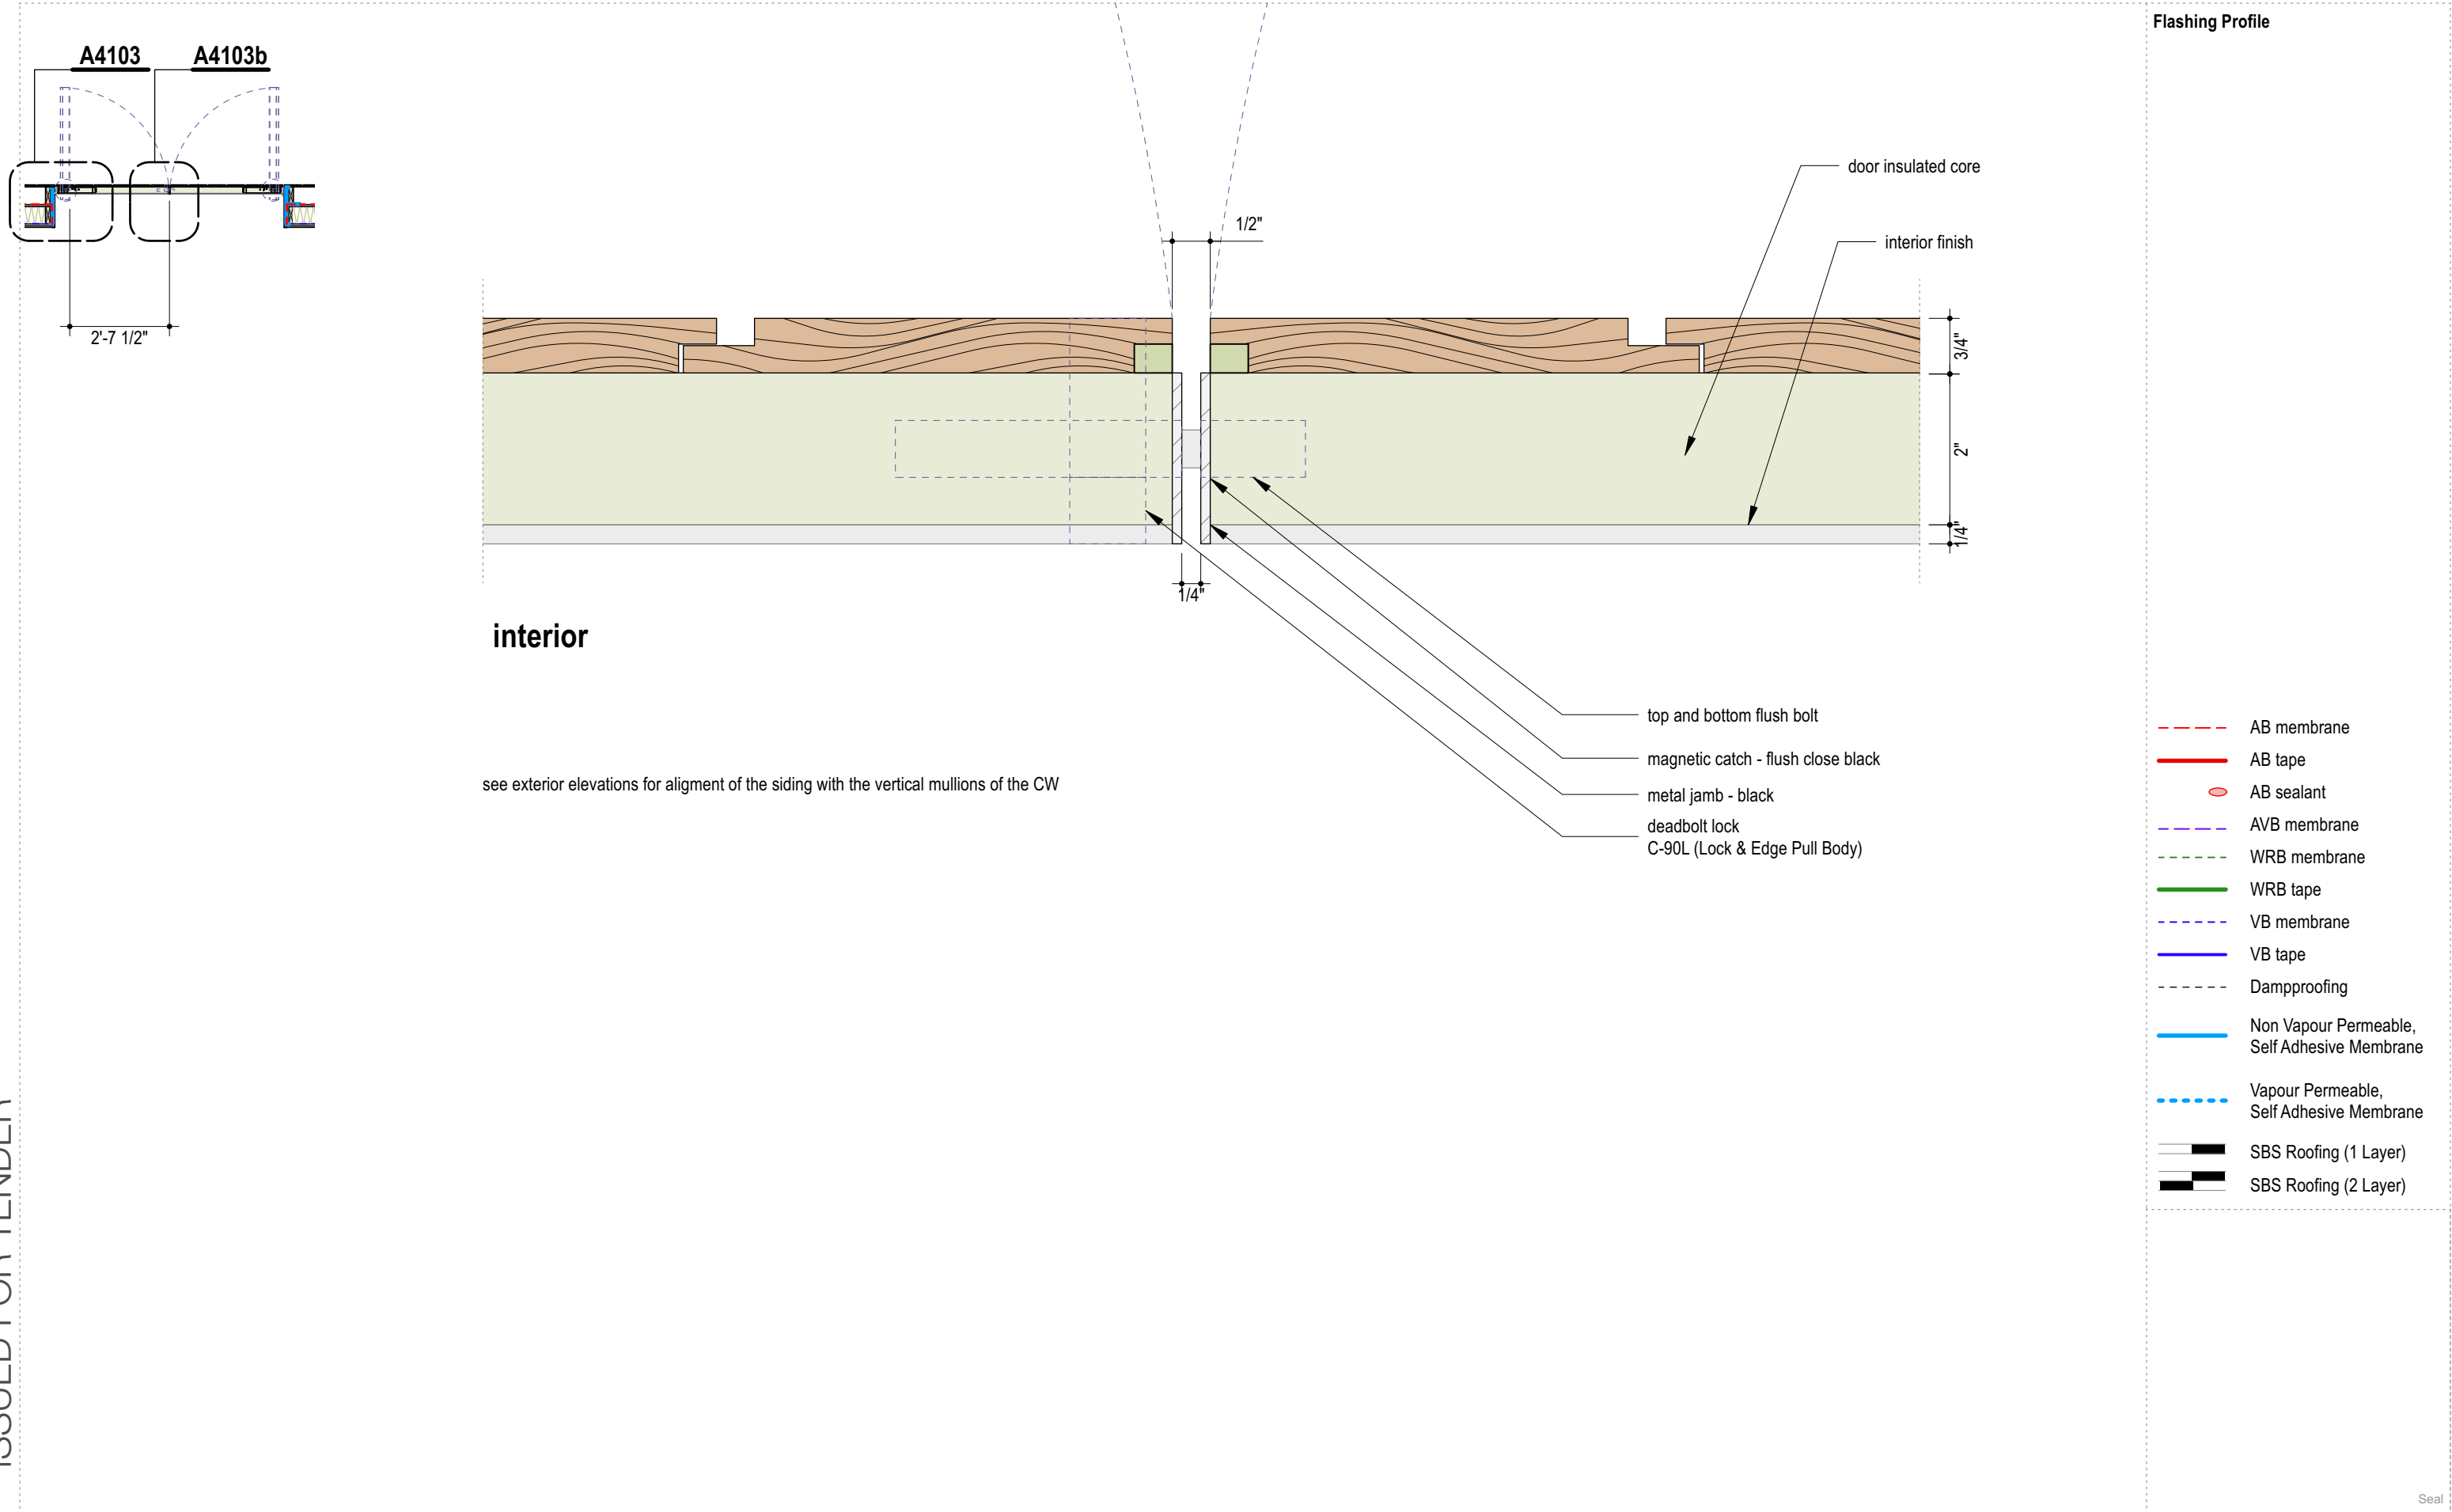 Flashing Profile
A4103
A4103b
2'-7 1/2"
1/2"
door insulated core
interior finish
3/4"
2"
1/4"
1/4"
interior
top and bottom flush bolt
magnetic catch - flush close black
metal jamb - black
deadbolt lock
C-90L (Lock & Edge Pull Body)
see exterior elevations for aligment of the siding with the vertical mullions of the CW
AB membrane
AB tape
AB sealant
AVB membrane
WRB membrane
WRB tape
VB membrane
VB tape
Dampproofing
Non Vapour Permeable,
Self Adhesive Membrane
Vapour Permeable,
Self Adhesive Membrane
SBS Roofing (1 Layer)
SBS Roofing (2 Layer)
ISSUED FOR TENDER
Seal